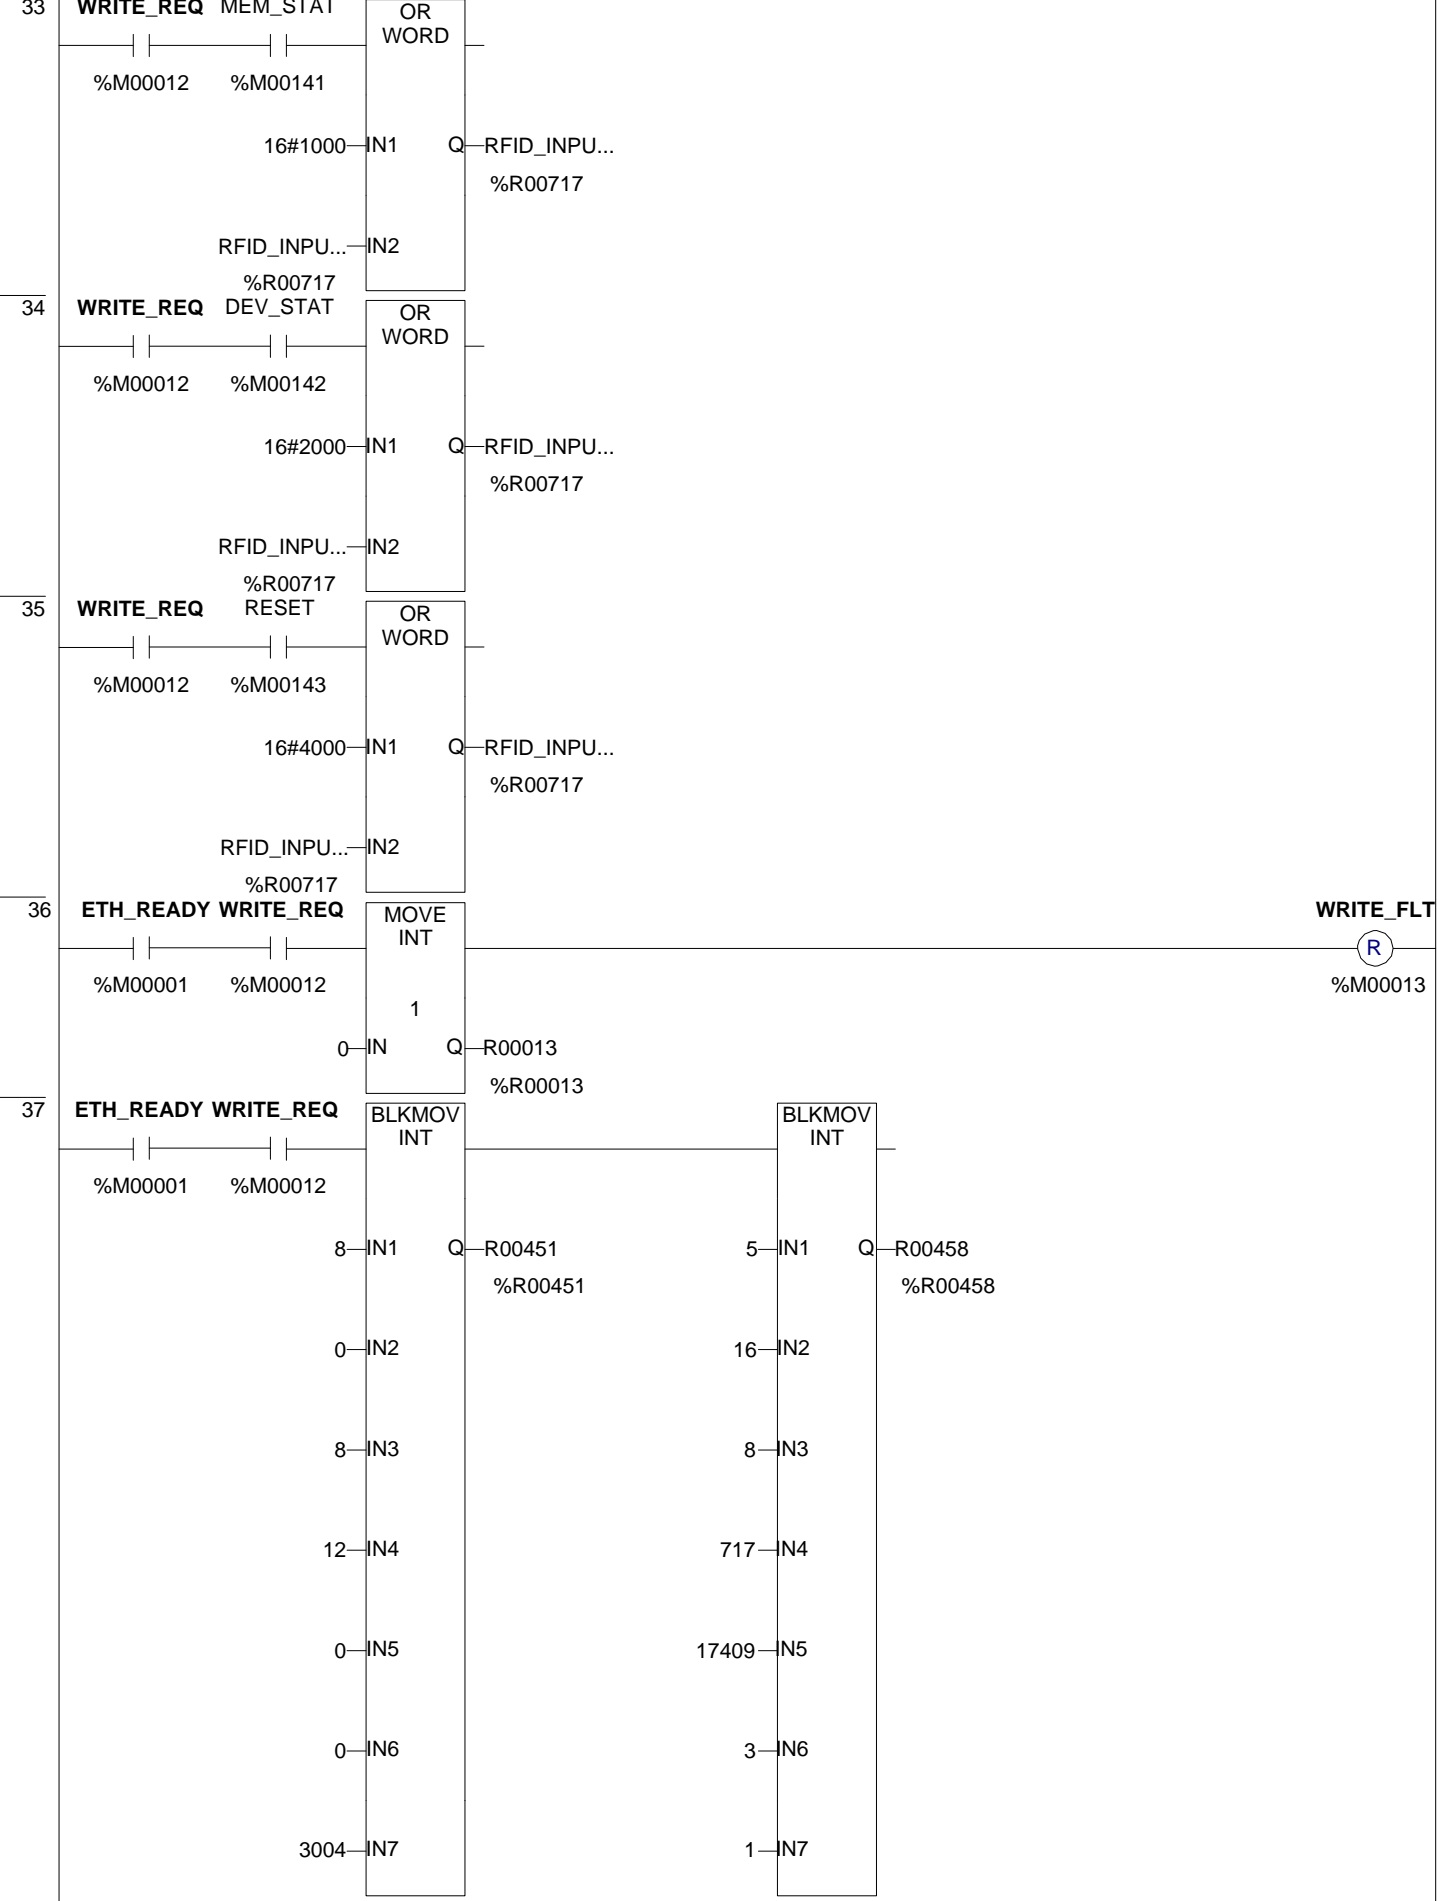 33 WRITE_REQ MEM_STAT OR
WORD
%M00012 %M00141
16#1000 IN1 Q RFID_INPU...
%R00717
RFID_INPU... IN2
%R00717
34 WRITE_REQ DEV_STAT OR
WORD
%M00012 %M00142
16#2000 IN1 Q RFID_INPU...
%R00717
RFID_INPU... IN2
%R00717
35 WRITE_REQ RESET OR
WORD
%M00012 %M00143
16#4000 IN1 Q RFID_INPU...
%R00717
RFID_INPU... IN2
%R00717
36 ETH_READY WRITE_REQ MOVE WRITE_FLT
INT
R
%M00001 %M00012 %M00013
1
0 IN Q R00013
%R00013
37 ETH_READY WRITE_REQ BLKMOV BLKMOV
INT INT
%M00001 %M00012
8 IN1 Q R00451 5 IN1 Q R00458
%R00451 %R00458
0 IN2 16 IN2
8 IN3 8 IN3
12 IN4 717 IN4
0 IN5 17409 IN5
0 IN6 3 IN6
3004 IN7 1 IN7